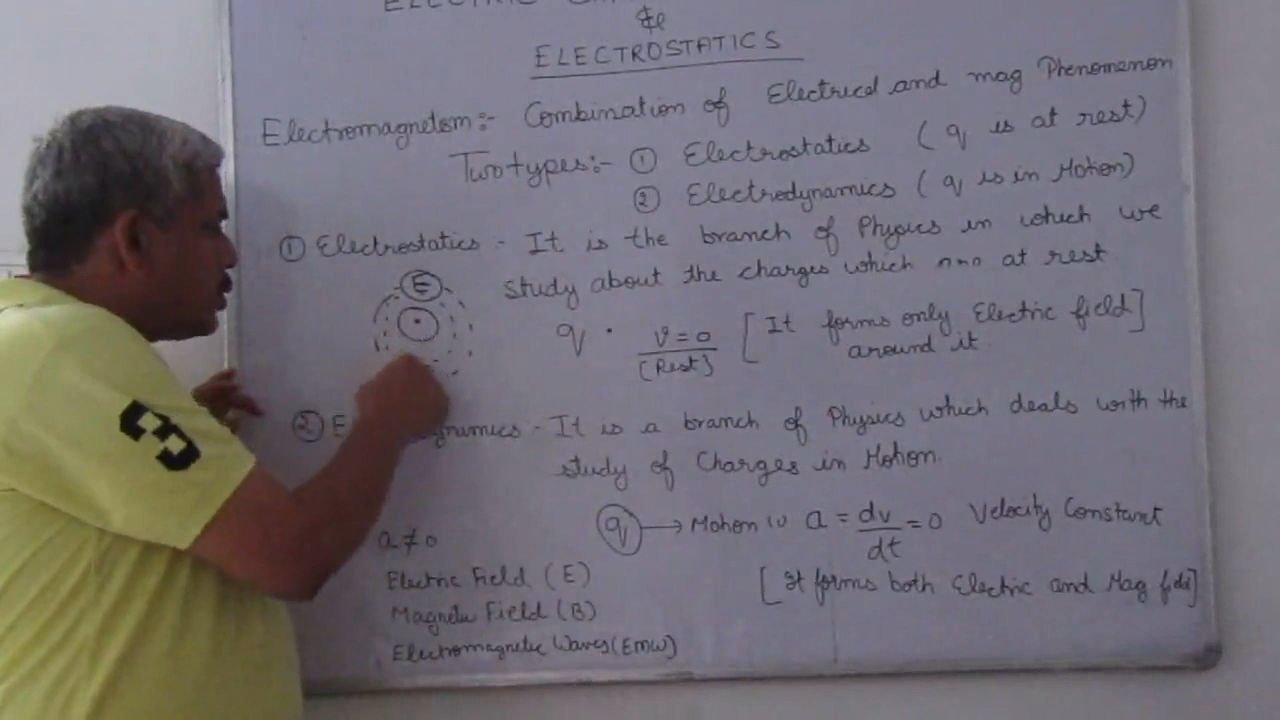 ELECTRIC
&
ELECTROSTATICS
Electromagnetism:- Combination of Electrical and mag Phenomenon
Two types:- ① Electrostatics ( q is at rest)
② Electrodynamics ( q is in Motion)
① Electrostatics - It is the branch of Physics in which we
study about the charges which are at rest
E
q . v=0 [It forms only Electric field]
(Rest) around it
② E namics - It is a branch of Physics which deals with the
study of Charges in Motion.
q → Motion a = dv/dt = 0 Velocity Constant
[It forms both Electric and Mag
a ≠ 0
Electric Field (E)
Magnetic Field (B)
Electromagnetic Waves (EMW)
3